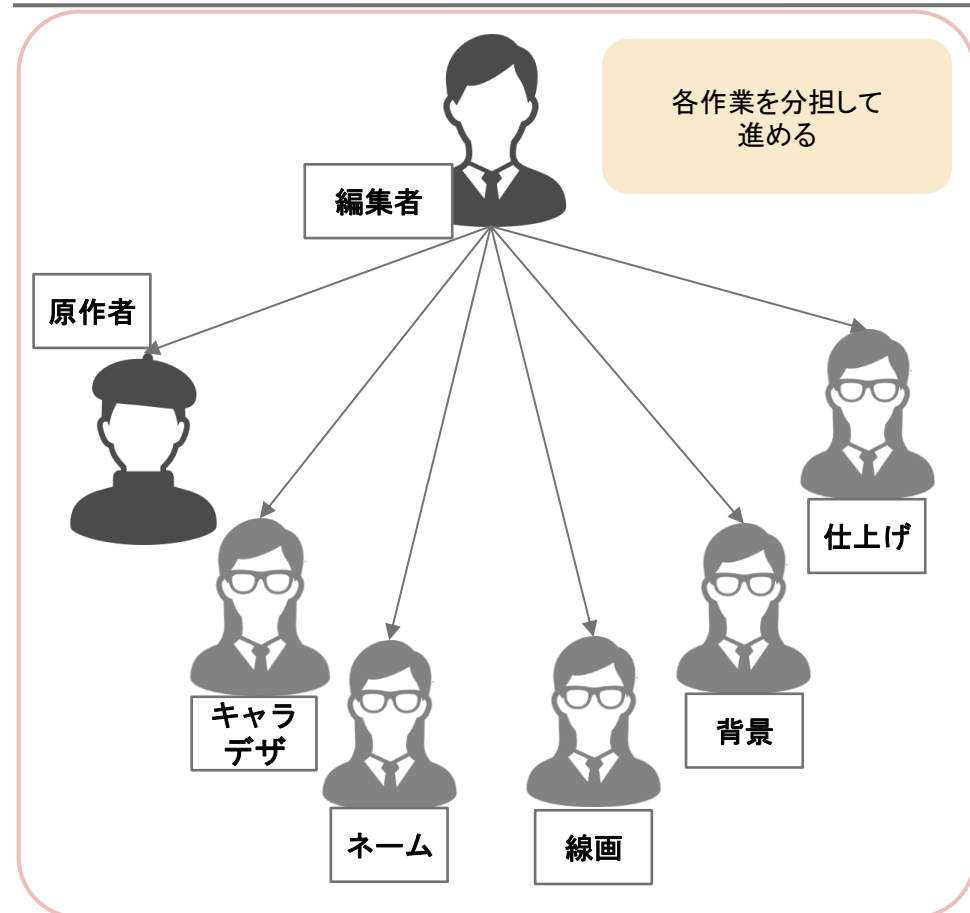 各作業を分担して
進める
編集者
原作者
仕上げ
キャラ
デザ
背景
ネーム
線画